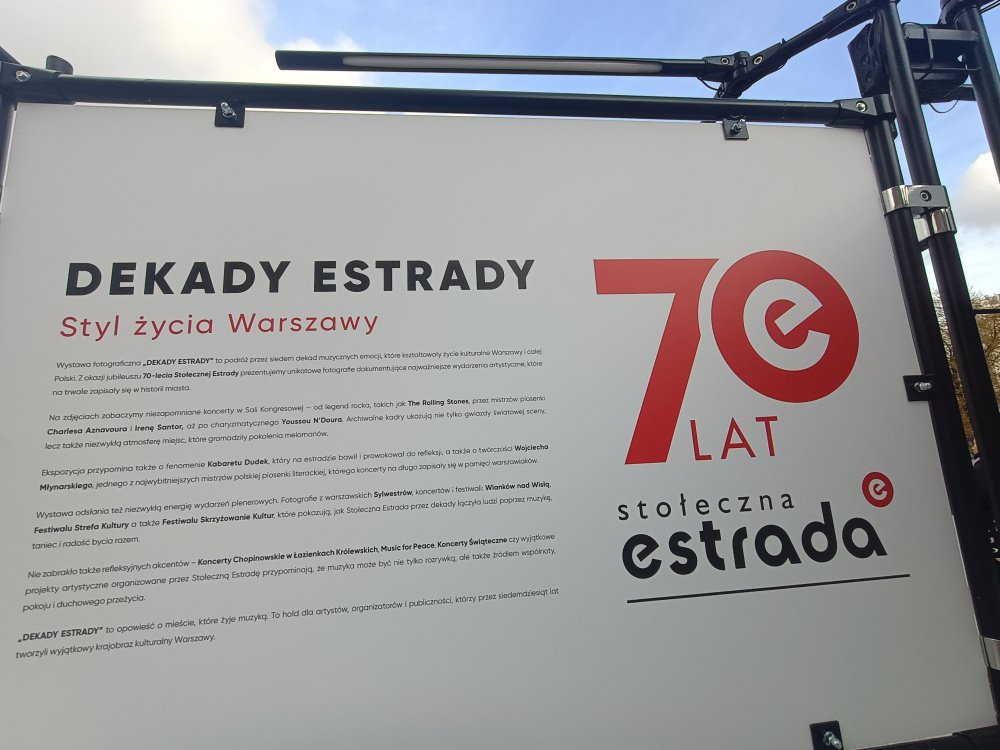 DEKADY ESTRADY
Styl życia Warszawy
Wystawa fotograficzna „DEKADY ESTRADY” to podróż przez siedem dekad muzycznych emocji, które kształtowały życie kulturalne Warszawy i całej
Polski. Z okazji jubileuszu 70-lecia Stołecznej Estrady prezentujemy unikatowe fotografie dokumentujące najważniejsze wydarzenia artystyczne, które
na trwałe zapisały się w historii miasta.
Na zdjęciach zobaczymy niezapomniane koncerty w Sali Kongresowej – od legend rocka, takich jak The Rolling Stones, przez mistrzów piosenki
Charlesa Aznavoura i Irenę Santor, aż po charyzmatycznego Youssou N'Doura. Archiwalne kadry ukazują nie tylko gwiazdy światowej sceny,
lecz także niezwykłą atmosferę miejsc, które gromadziły pokolenia melomanów.
Ekspozycja przypomina także o fenomenie Kabaretu Dudek, który na estradzie bawił i prowokował do refleksji, a także o twórczości Wojciecha
Młynarskiego, jednego z najwybitniejszych mistrzów polskiej piosenki literackiej, którego koncerty na długo zapisały się w pamięci warszawiaków.
Wystawa odsłania też niezwykłą energię wydarzeń plenerowych. Fotografie z warszawskich Sylwestrów, koncertów i festiwali: Wianków nad Wisłą,
Festiwalu Strefa Kultury a także Festiwalu Skrzyżowanie Kultur, które pokazują, jak Stołeczna Estrada przez dekady łączyła ludzi poprzez muzykę,
taniec i radość bycia razem.
Nie zabrakło także refleksyjnych akcentów – Koncerty Chopinowskie w Łazienkach Królewskich, Music for Peace, Koncerty Świąteczne czy wyjątkowe
projekty artystyczne organizowane przez Stołeczną Estradę przypominają, że muzyka może być nie tylko rozrywką, ale także źródłem wspólnoty,
pokoju i duchowego przeżycia.
„DEKADY ESTRADY” to opowieść o mieście, które żyje muzyką. To hołd dla artystów, organizatorów i publiczności, którzy przez siedemdziesiąt lat
tworzyli wyjątkowy krajobraz kulturalny Warszawy.
7e
LAT
stołeczna e
estrada